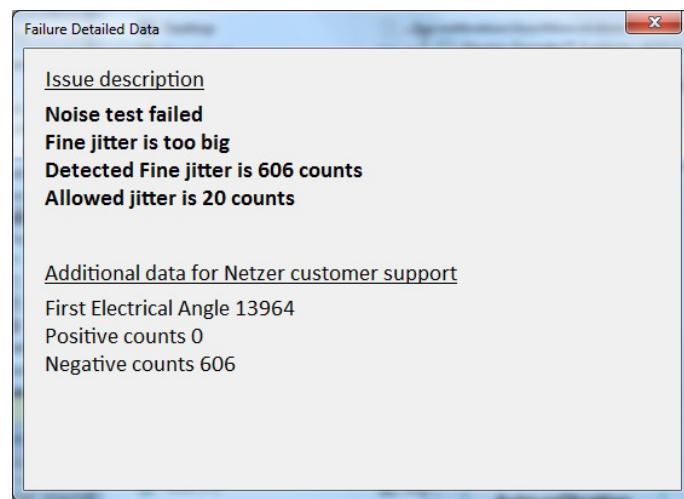 Failure Detailed Data
Issue description
Noise test failed
Fine jitter is too big
Detected Fine jitter is 606 counts
Allowed jitter is 20 counts
Additional data for Netzer customer support
First Electrical Angle 13964
Positive counts 0
Negative counts 606